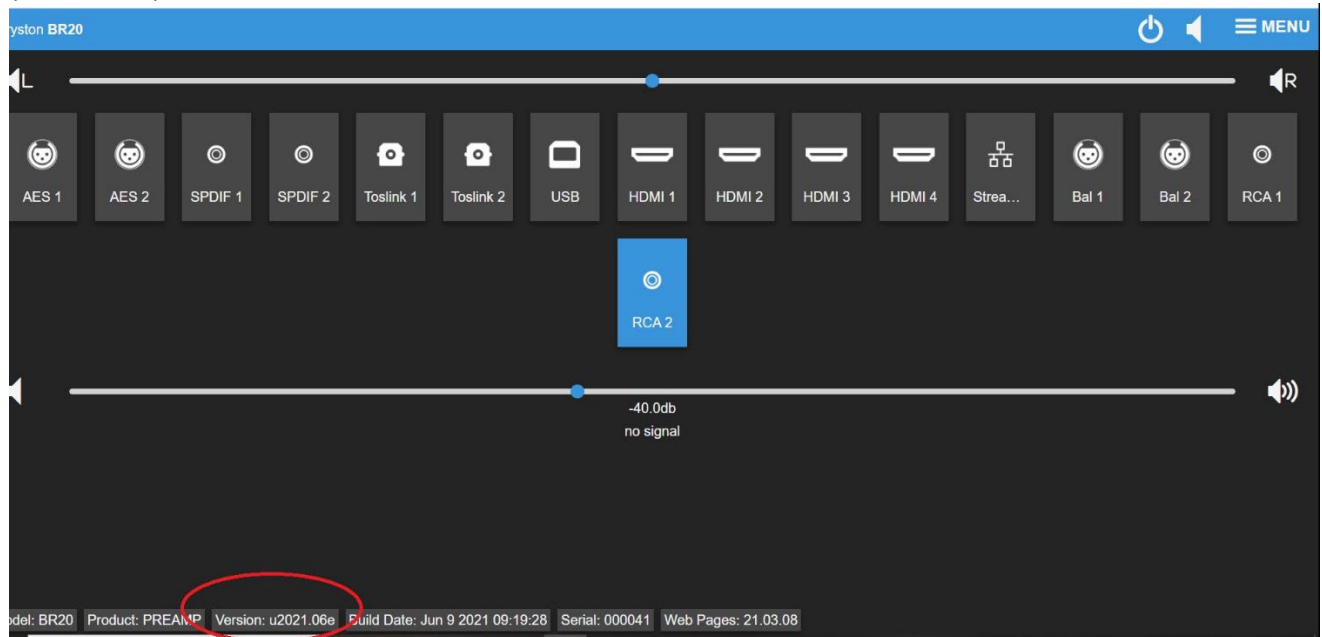 yston BR20 MENU
L R
AES 1 AES 2 SPDIF 1 SPDIF 2 Toslink 1 Toslink 2 USB HDMI 1 HDMI 2 HDMI 3 HDMI 4 Strea... Bal 1 Bal 2 RCA 1
RCA 2
-40.0db
no signal
odel: BR20 Product: PREAMP Version: u2021.06e Build Date: Jun 9 2021 09:19:28 Serial: 000041 Web Pages: 21.03.08